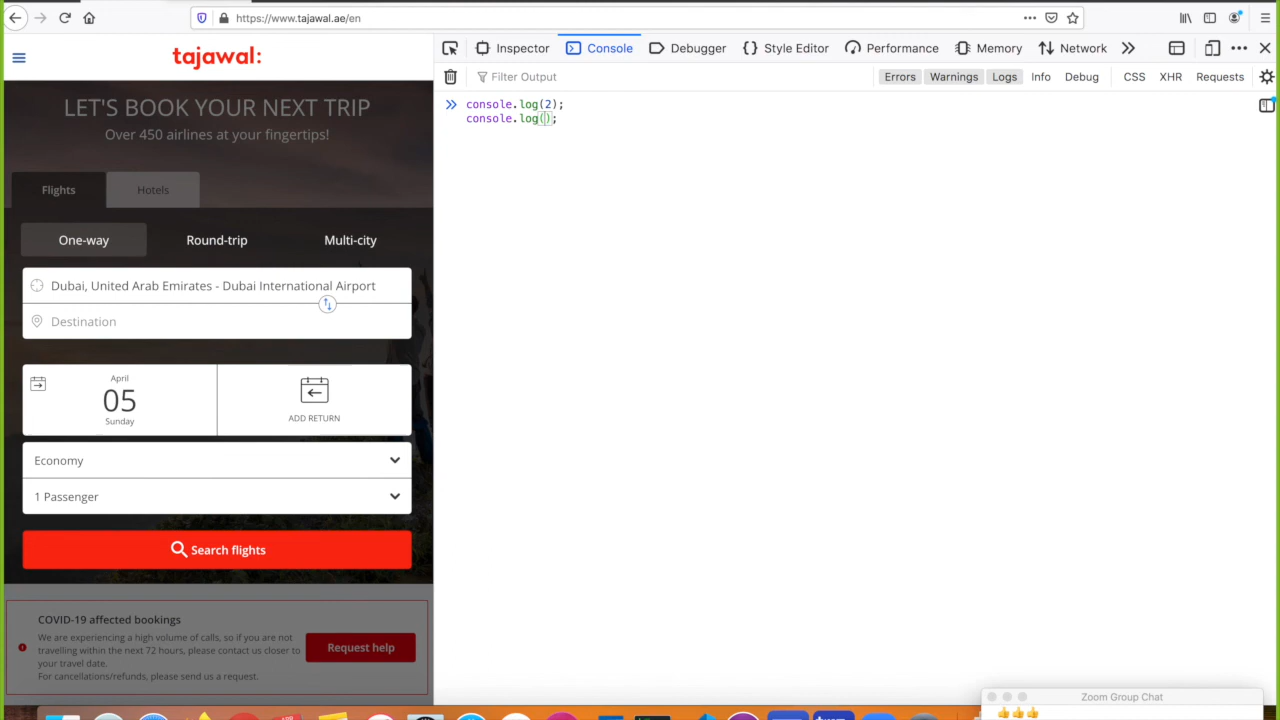 https://www.tajawal.ae/en
tajawal:
LET'S BOOK YOUR NEXT TRIP
Over 450 airlines at your fingertips!
Flights
Hotels
One-way
Round-trip
Multi-city
Dubai, United Arab Emirates - Dubai International Airport
Destination
April
05
Sunday
ADD RETURN
Economy
1 Passenger
Search flights
COVID-19 affected bookings
We are experiencing a high volume of calls, so if you are not
travelling within the next 72 hours, please contact us closer to
your travel date.
For cancellations/refunds, please send us a request.
Request help
Inspector
Console
Debugger
Style Editor
Performance
Memory
Network
Filter Output
Errors
Warnings
Logs
Info
Debug
CSS
XHR
Requests
console.log(2);
console.log();
Zoom Group Chat